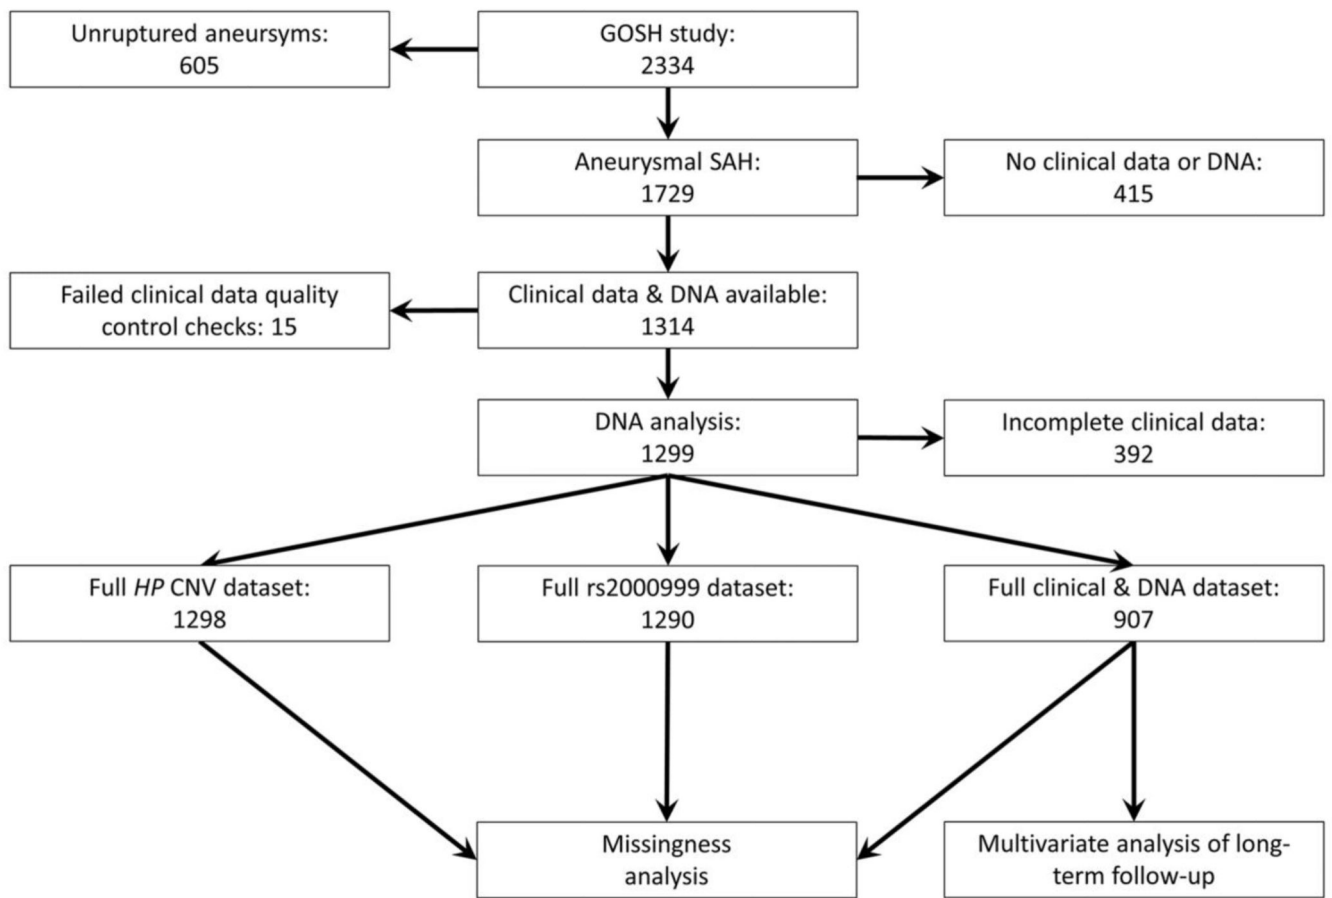 Unruptured aneursyms:
605
GOSH study:
2334
Aneurysmal SAH:
1729
No clinical data or DNA:
415
Failed clinical data quality
control checks: 15
Clinical data & DNA available:
1314
DNA analysis:
1299
Incomplete clinical data:
392
Full HP CNV dataset:
1298
Full rs2000999 dataset:
1290
Full clinical & DNA dataset:
907
Missingness
analysis
Multivariate analysis of long-
term follow-up